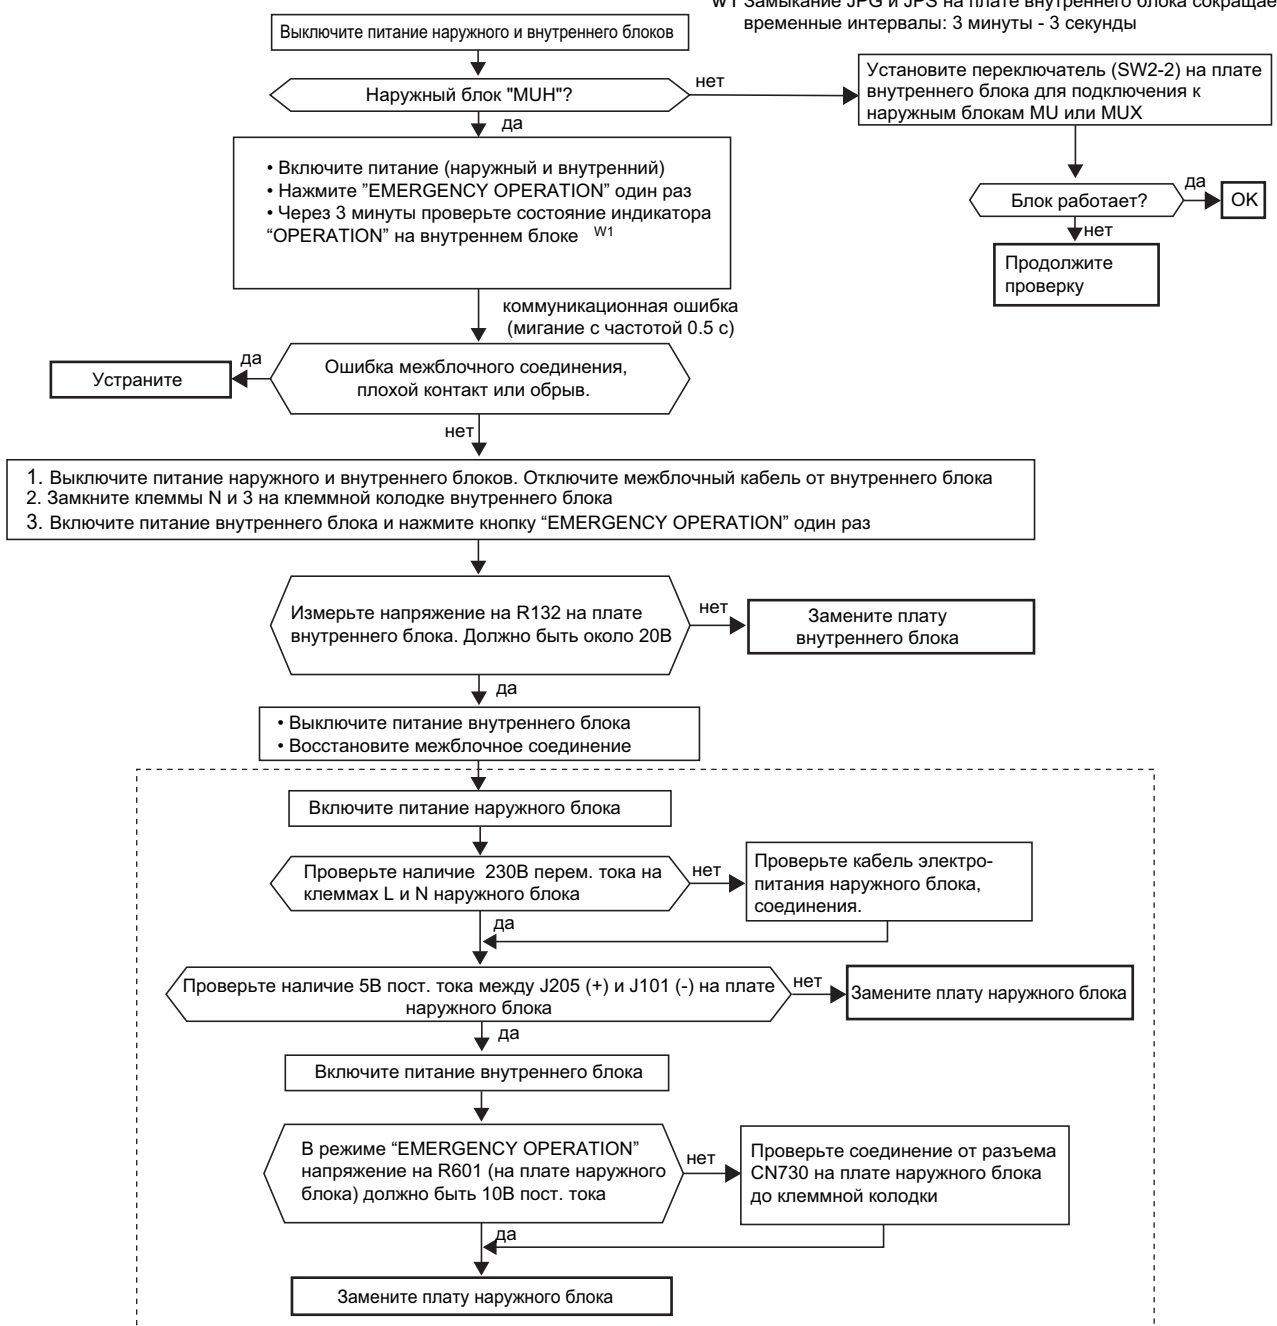 W1 Замыкание JPG и JPS на плате внутреннего блока сокращае
временные интервалы: 3 минуты - 3 секунды
Выключите питание наружного и внутреннего блоков
Наружный блок "MUH"?
нет
Установите переключатель (SW2-2) на плате
внутреннего блока для подключения к
наружным блокам MU или MUX
да
• Включите питание (наружный и внутренний)
• Нажмите ”EMERGENCY OPERATION” один раз
• Через 3 минуты проверьте состояние индикатора
“OPERATION” на внутреннем блоке W1
Блок работает?
да
OK
нет
Продолжите
проверку
коммуникационная ошибка
(мигание с частотой 0.5 с)
Ошибка межблочного соединения,
плохой контакт или обрыв.
да
Устраните
нет
1. Выключите питание наружного и внутреннего блоков. Отключите межблочный кабель от внутреннего блока
2. Замкните клеммы N и 3 на клеммной колодке внутреннего блока
3. Включите питание внутреннего блока и нажмите кнопку “EMERGENCY OPERATION” один раз
Измерьте напряжение на R132 на плате
внутреннего блока. Должно быть около 20В
нет
Замените плату
внутреннего блока
да
• Выключите питание внутреннего блока
• Восстановите межблочное соединение
Включите питание наружного блока
Проверьте наличие 230В перем. тока на
клеммах L и N наружного блока
нет
Проверьте кабель электро-
питания наружного блока,
соединения.
да
Проверьте наличие 5В пост. тока между J205 (+) и J101 (-) на плате
наружного блока
нет
Замените плату наружного блока
да
Включите питание внутреннего блока
В режиме “EMERGENCY OPERATION”
напряжение на R601 (на плате наружного
блока) должно быть 10В пост. тока
нет
Проверьте соединение от разъема
CN730 на плате наружного блока
до клеммной колодки
да
Замените плату наружного блока